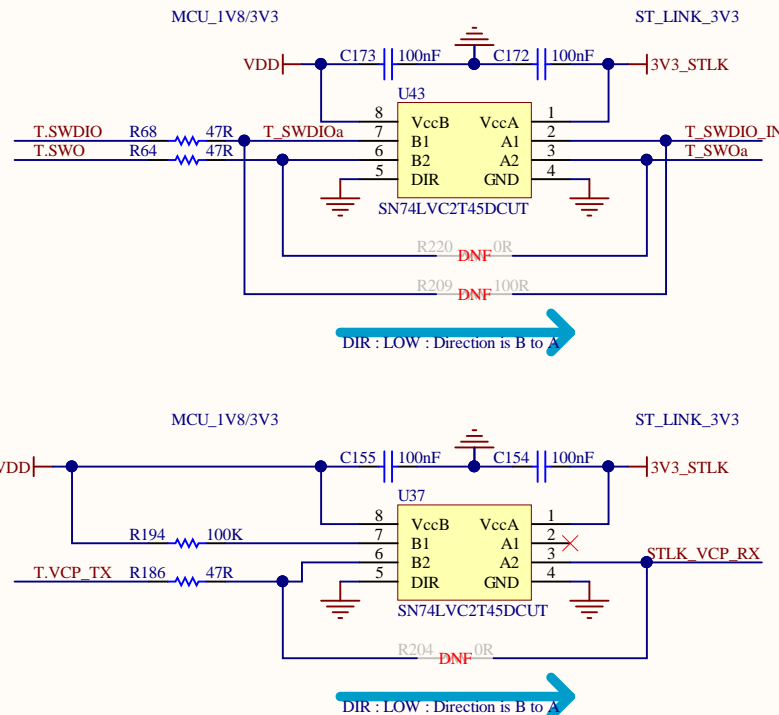 MCU_1V8/3V3 ST_LINK_3V3
VDD C173 100nF C172 100nF 3V3_STLK
U43
8 VccB VccA 1
T.SWDIO R68 47R T_SWDIOa 7 B1 A1 2 T_SWDIO_IN
T.SWO R64 47R 6 B2 A2 3 T_SWOa
5 DIR GND 4
SN74LVC2T45DCUT
R220 DNF 0R
R209 DNF 100R
DIR : LOW : Direction is B to A
MCU_1V8/3V3 ST_LINK_3V3
VDD C155 100nF C154 100nF 3V3_STLK
U37
8 VccB VccA 1
R194 100K 7 B1 A1 2
6 B2 A2 3 STLK_VCP_RX
T.VCP_TX R186 47R 5 DIR GND 4
SN74LVC2T45DCUT
R204 DNF 0R
DIR : LOW : Direction is B to A